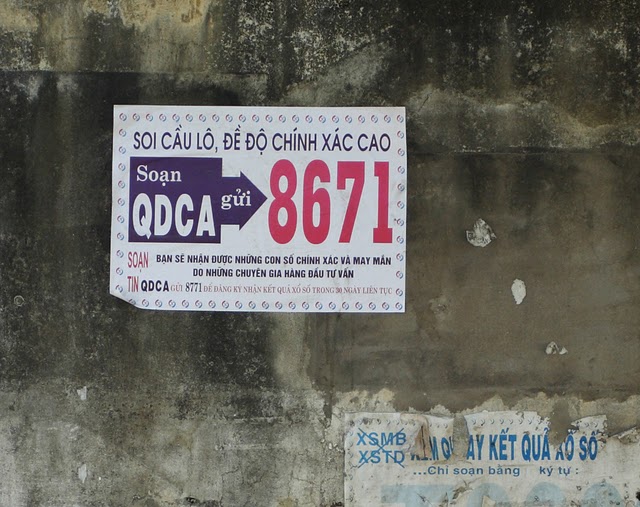 SOI CẦU LÔ, ĐỀ ĐỘ CHÍNH XÁC CAO
Soạn
QDCA gửi 8671
BẠN SẼ NHẬN ĐƯỢC NHỮNG CON SỐ CHÍNH XÁC VÀ MAY MẮN
DO NHỮNG CHUYÊN GIA HÀNG ĐẦU TƯ VẤN
SOẠN
TIN QDCA GỬI 8771 ĐỂ ĐĂNG KÝ NHẬN KẾT QUẢ XỔ SỐ TRONG 30 NGÀY LIÊN TỤC
XSMB
XSTD
AY KẾT QUẢ XỔ SỐ
...Chỉ soạn bằng ký tự :